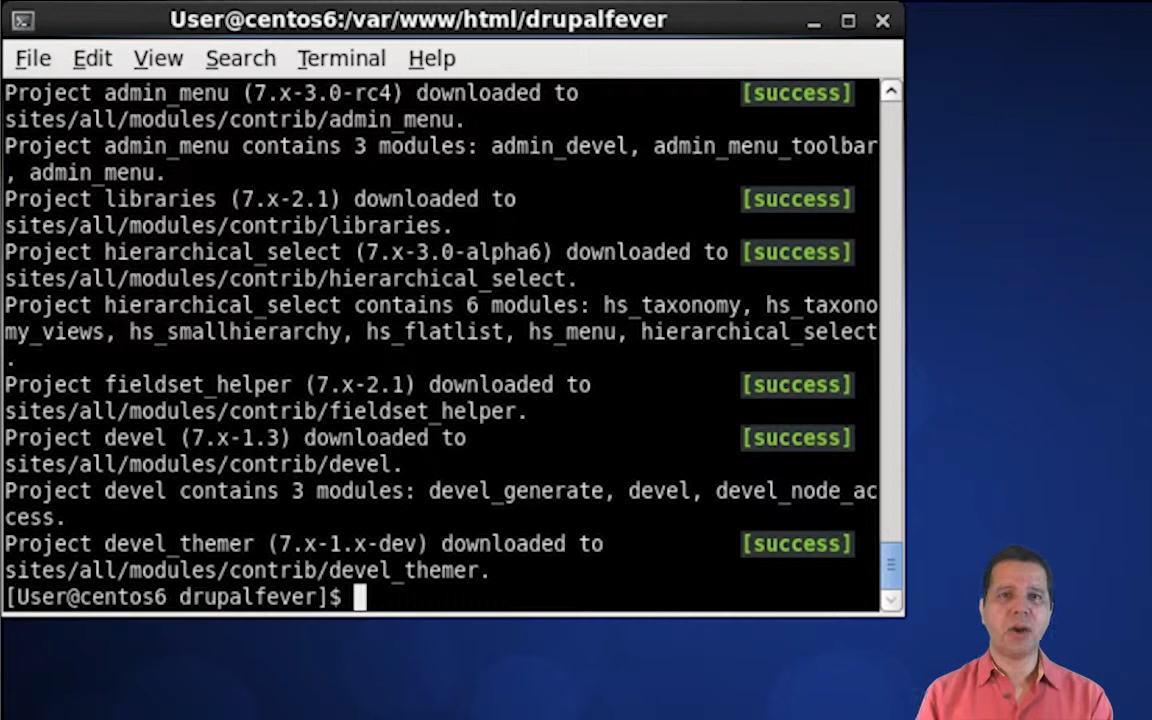 User@centos6:/var/www/html/drupalfever
File Edit View Search Terminal Help
Project admin_menu (7.x-3.0-rc4) downloaded to [success]
sites/all/modules/contrib/admin_menu.
Project admin_menu contains 3 modules: admin_devel, admin_menu_toolbar
, admin_menu.
Project libraries (7.x-2.1) downloaded to [success]
sites/all/modules/contrib/libraries.
Project hierarchical_select (7.x-3.0-alpha6) downloaded to [success]
sites/all/modules/contrib/hierarchical_select.
Project hierarchical_select contains 6 modules: hs_taxonomy, hs_taxono
my_views, hs_smallhierarchy, hs_flatlist, hs_menu, hierarchical_select
.
Project fieldset_helper (7.x-2.1) downloaded to [success]
sites/all/modules/contrib/fieldset_helper.
Project devel (7.x-1.3) downloaded to [success]
sites/all/modules/contrib/devel.
Project devel contains 3 modules: devel_generate, devel, devel_node_ac
cess.
Project devel_themer (7.x-1.x-dev) downloaded to [success]
sites/all/modules/contrib/devel_themer.
[User@centos6 drupalfever]$